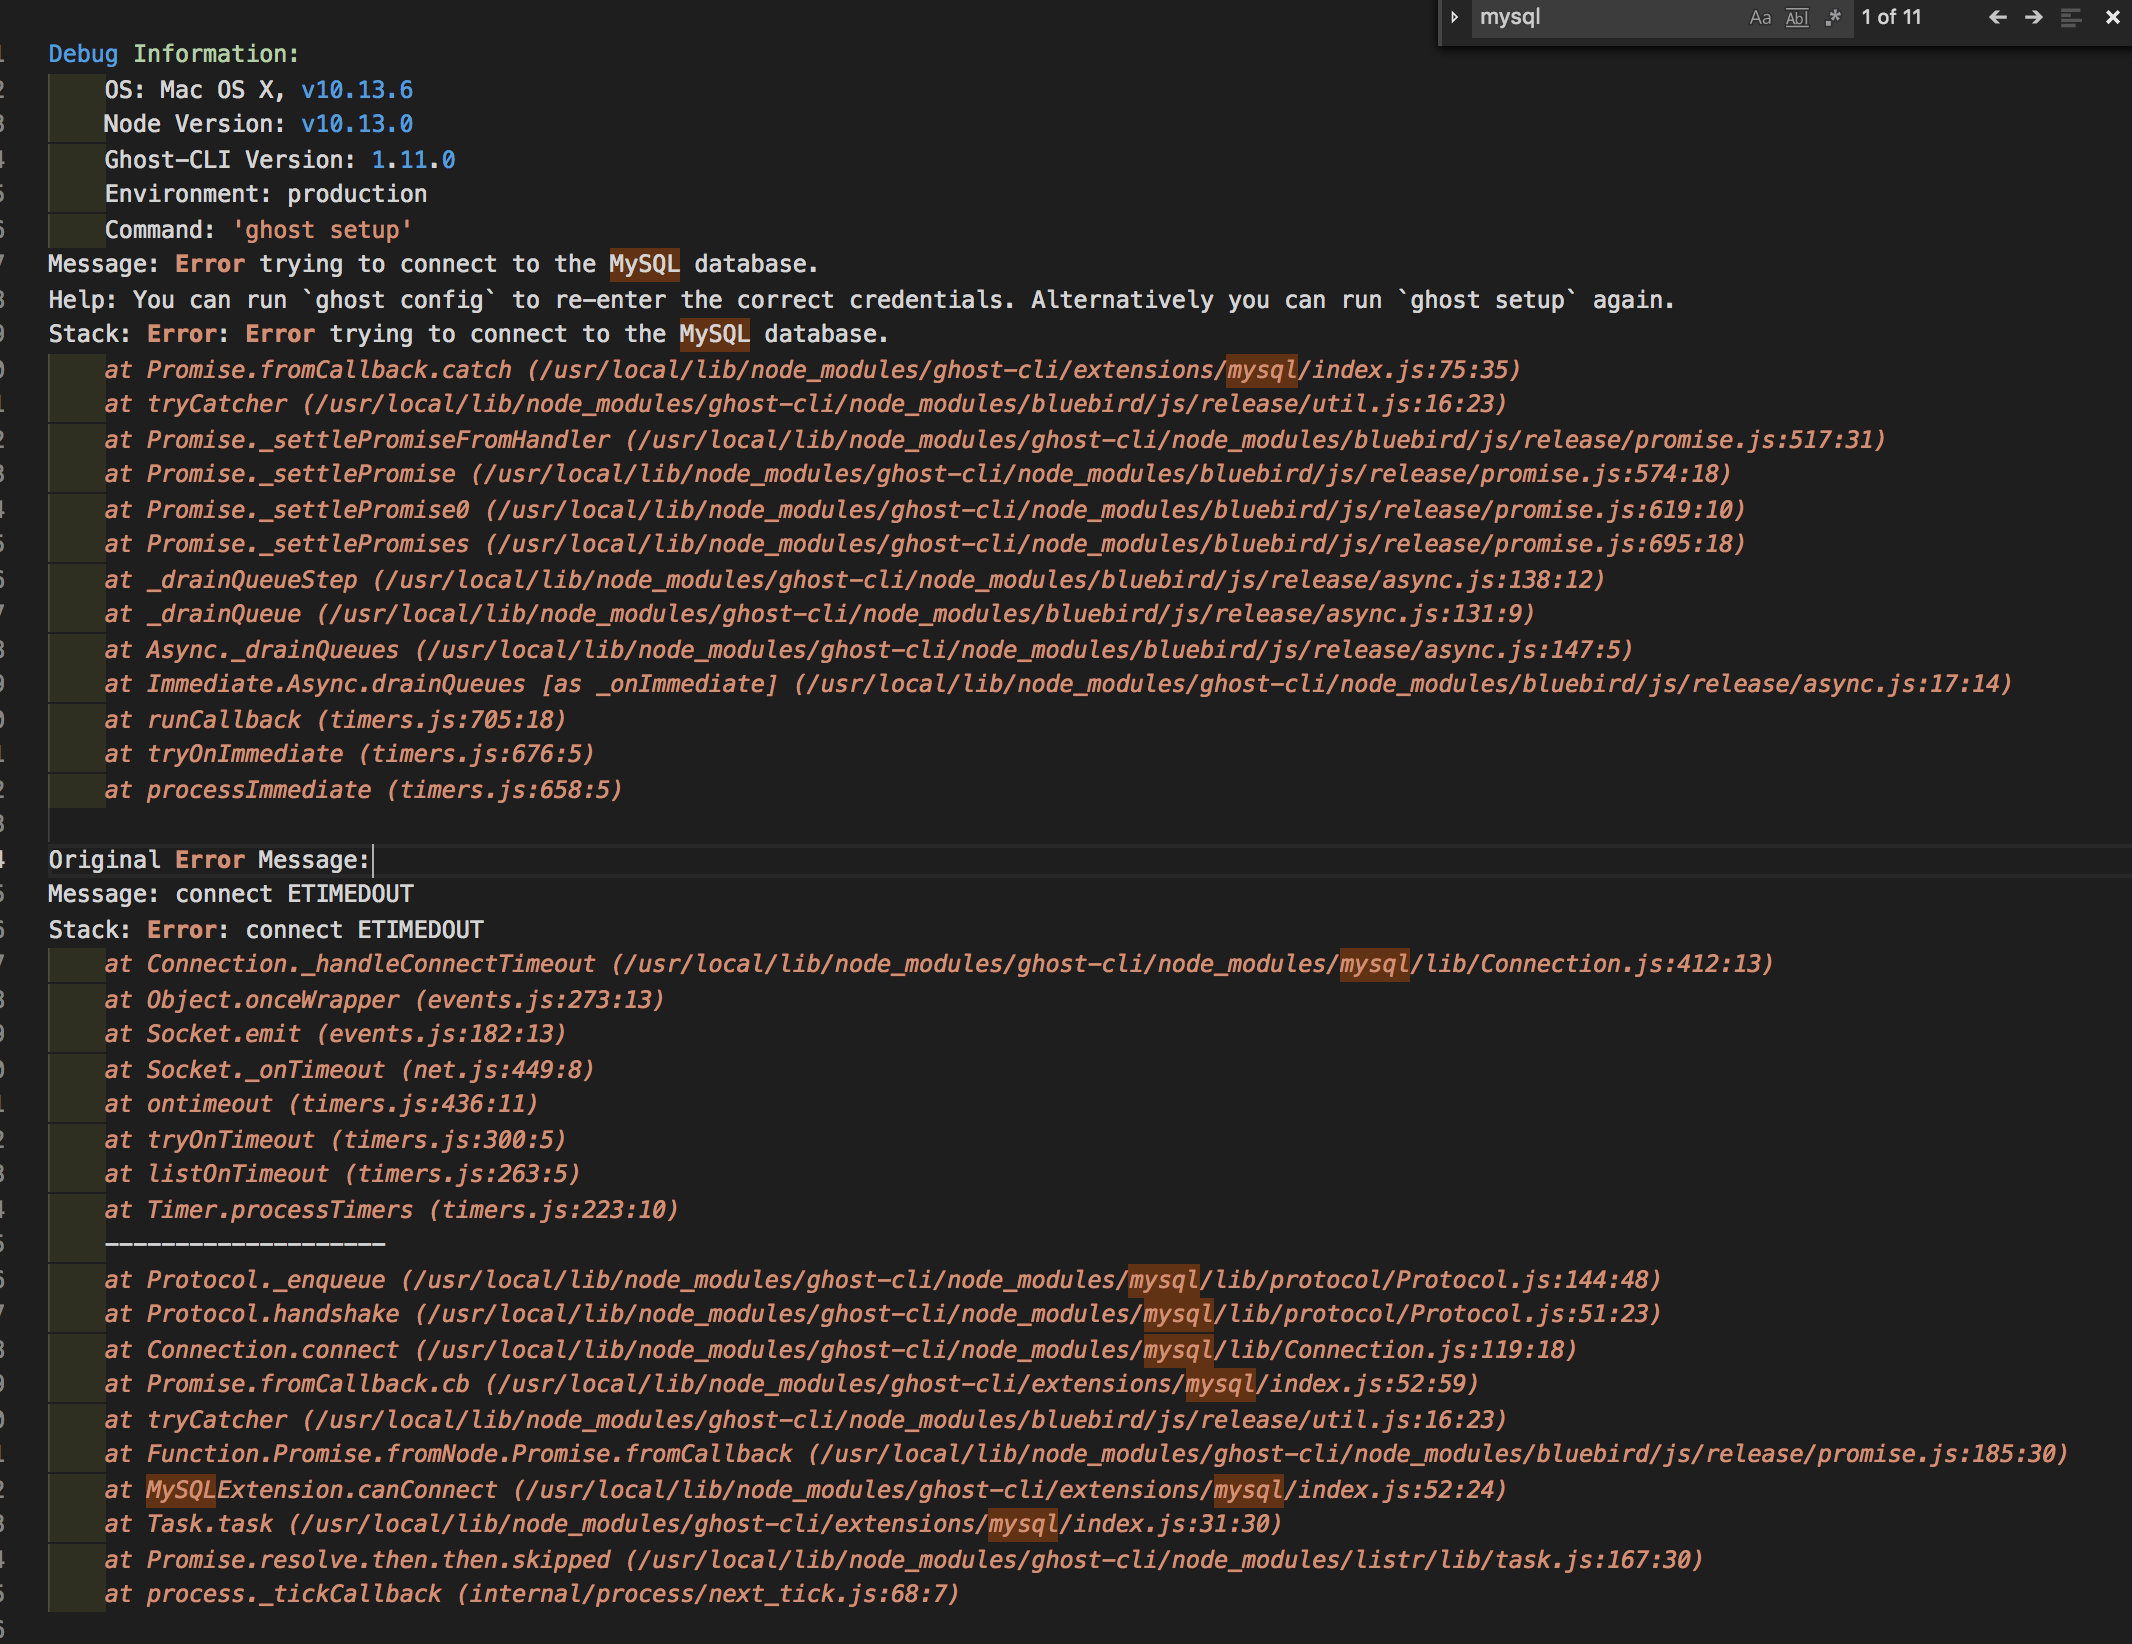 mysql Aa Abl .* 1 of 11
Debug Information:
OS: Mac OS X, v10.13.6
Node Version: v10.13.0
Ghost-CLI Version: 1.11.0
Environment: production
Command: 'ghost setup'
Message: Error trying to connect to the MySQL database.
Help: You can run `ghost config` to re-enter the correct credentials. Alternatively you can run `ghost setup` again.
Stack: Error: Error trying to connect to the MySQL database.
at Promise.fromCallback.catch (/usr/local/lib/node_modules/ghost-cli/extensions/mysql/index.js:75:35)
at tryCatcher (/usr/local/lib/node_modules/ghost-cli/node_modules/bluebird/js/release/util.js:16:23)
at Promise._settlePromiseFromHandler (/usr/local/lib/node_modules/ghost-cli/node_modules/bluebird/js/release/promise.js:517:31)
at Promise._settlePromise (/usr/local/lib/node_modules/ghost-cli/node_modules/bluebird/js/release/promise.js:574:18)
at Promise._settlePromise0 (/usr/local/lib/node_modules/ghost-cli/node_modules/bluebird/js/release/promise.js:619:10)
at Promise._settlePromises (/usr/local/lib/node_modules/ghost-cli/node_modules/bluebird/js/release/promise.js:695:18)
at _drainQueueStep (/usr/local/lib/node_modules/ghost-cli/node_modules/bluebird/js/release/async.js:138:12)
at _drainQueue (/usr/local/lib/node_modules/ghost-cli/node_modules/bluebird/js/release/async.js:131:9)
at Async._drainQueues (/usr/local/lib/node_modules/ghost-cli/node_modules/bluebird/js/release/async.js:147:5)
at Immediate.Async.drainQueues [as _onImmediate] (/usr/local/lib/node_modules/ghost-cli/node_modules/bluebird/js/release/async.js:17:14)
at runCallback (timers.js:705:18)
at tryOnImmediate (timers.js:676:5)
at processImmediate (timers.js:658:5)
Original Error Message:
Message: connect ETIMEDOUT
Stack: Error: connect ETIMEDOUT
at Connection._handleConnectTimeout (/usr/local/lib/node_modules/ghost-cli/node_modules/mysql/lib/Connection.js:412:13)
at Object.onceWrapper (events.js:273:13)
at Socket.emit (events.js:182:13)
at Socket._onTimeout (net.js:449:8)
at ontimeout (timers.js:436:11)
at tryOnTimeout (timers.js:300:5)
at listOnTimeout (timers.js:263:5)
at Timer.processTimers (timers.js:223:10)
--------------------
at Protocol._enqueue (/usr/local/lib/node_modules/ghost-cli/node_modules/mysql/lib/protocol/Protocol.js:144:48)
at Protocol.handshake (/usr/local/lib/node_modules/ghost-cli/node_modules/mysql/lib/protocol/Protocol.js:51:23)
at Connection.connect (/usr/local/lib/node_modules/ghost-cli/node_modules/mysql/lib/Connection.js:119:18)
at Promise.fromCallback.cb (/usr/local/lib/node_modules/ghost-cli/extensions/mysql/index.js:52:59)
at tryCatcher (/usr/local/lib/node_modules/ghost-cli/node_modules/bluebird/js/release/util.js:16:23)
at Function.Promise.fromNode.Promise.fromCallback (/usr/local/lib/node_modules/ghost-cli/node_modules/bluebird/js/release/promise.js:185:30)
at MySQLExtension.canConnect (/usr/local/lib/node_modules/ghost-cli/extensions/mysql/index.js:52:24)
at Task.task (/usr/local/lib/node_modules/ghost-cli/extensions/mysql/index.js:31:30)
at Promise.resolve.then.then.skipped (/usr/local/lib/node_modules/ghost-cli/node_modules/listr/lib/task.js:167:30)
at process._tickCallback (internal/process/next_tick.js:68:7)